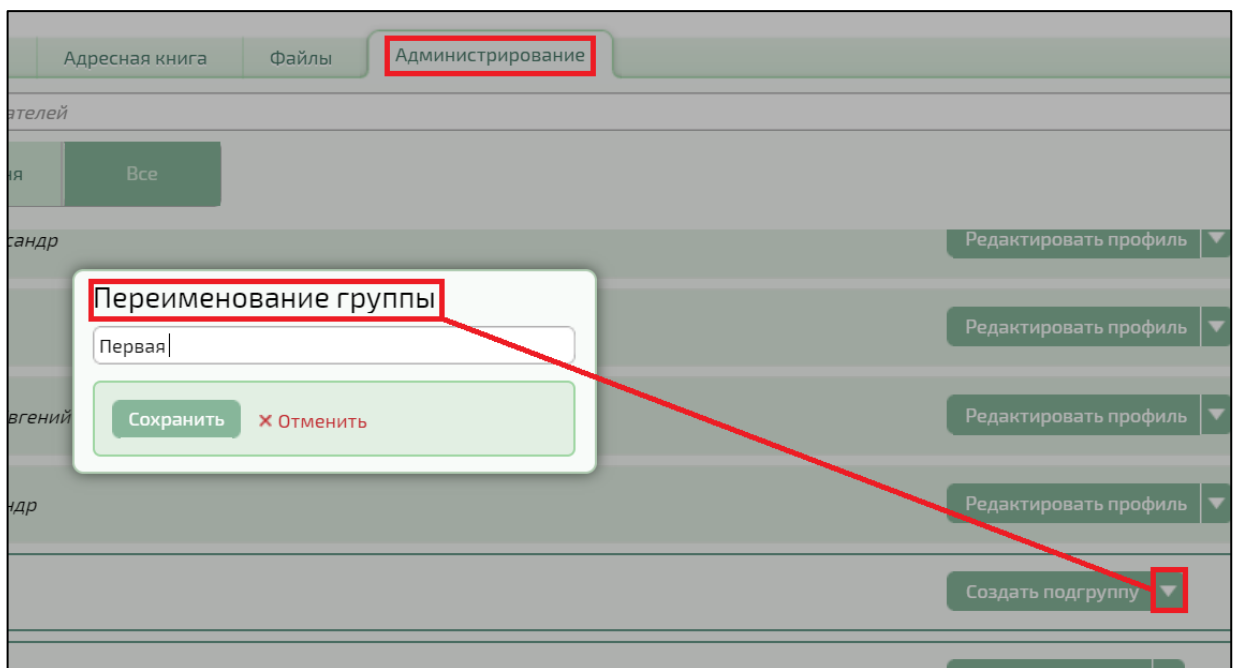 Адресная книга Файлы Администрирование
ателей
ня Все
сандр Редактировать профиль
Переименование группы
Редактировать профиль
Первая
вгений Сохранить Отменить Редактировать профиль
ндр Редактировать профиль
Создать подгруппу